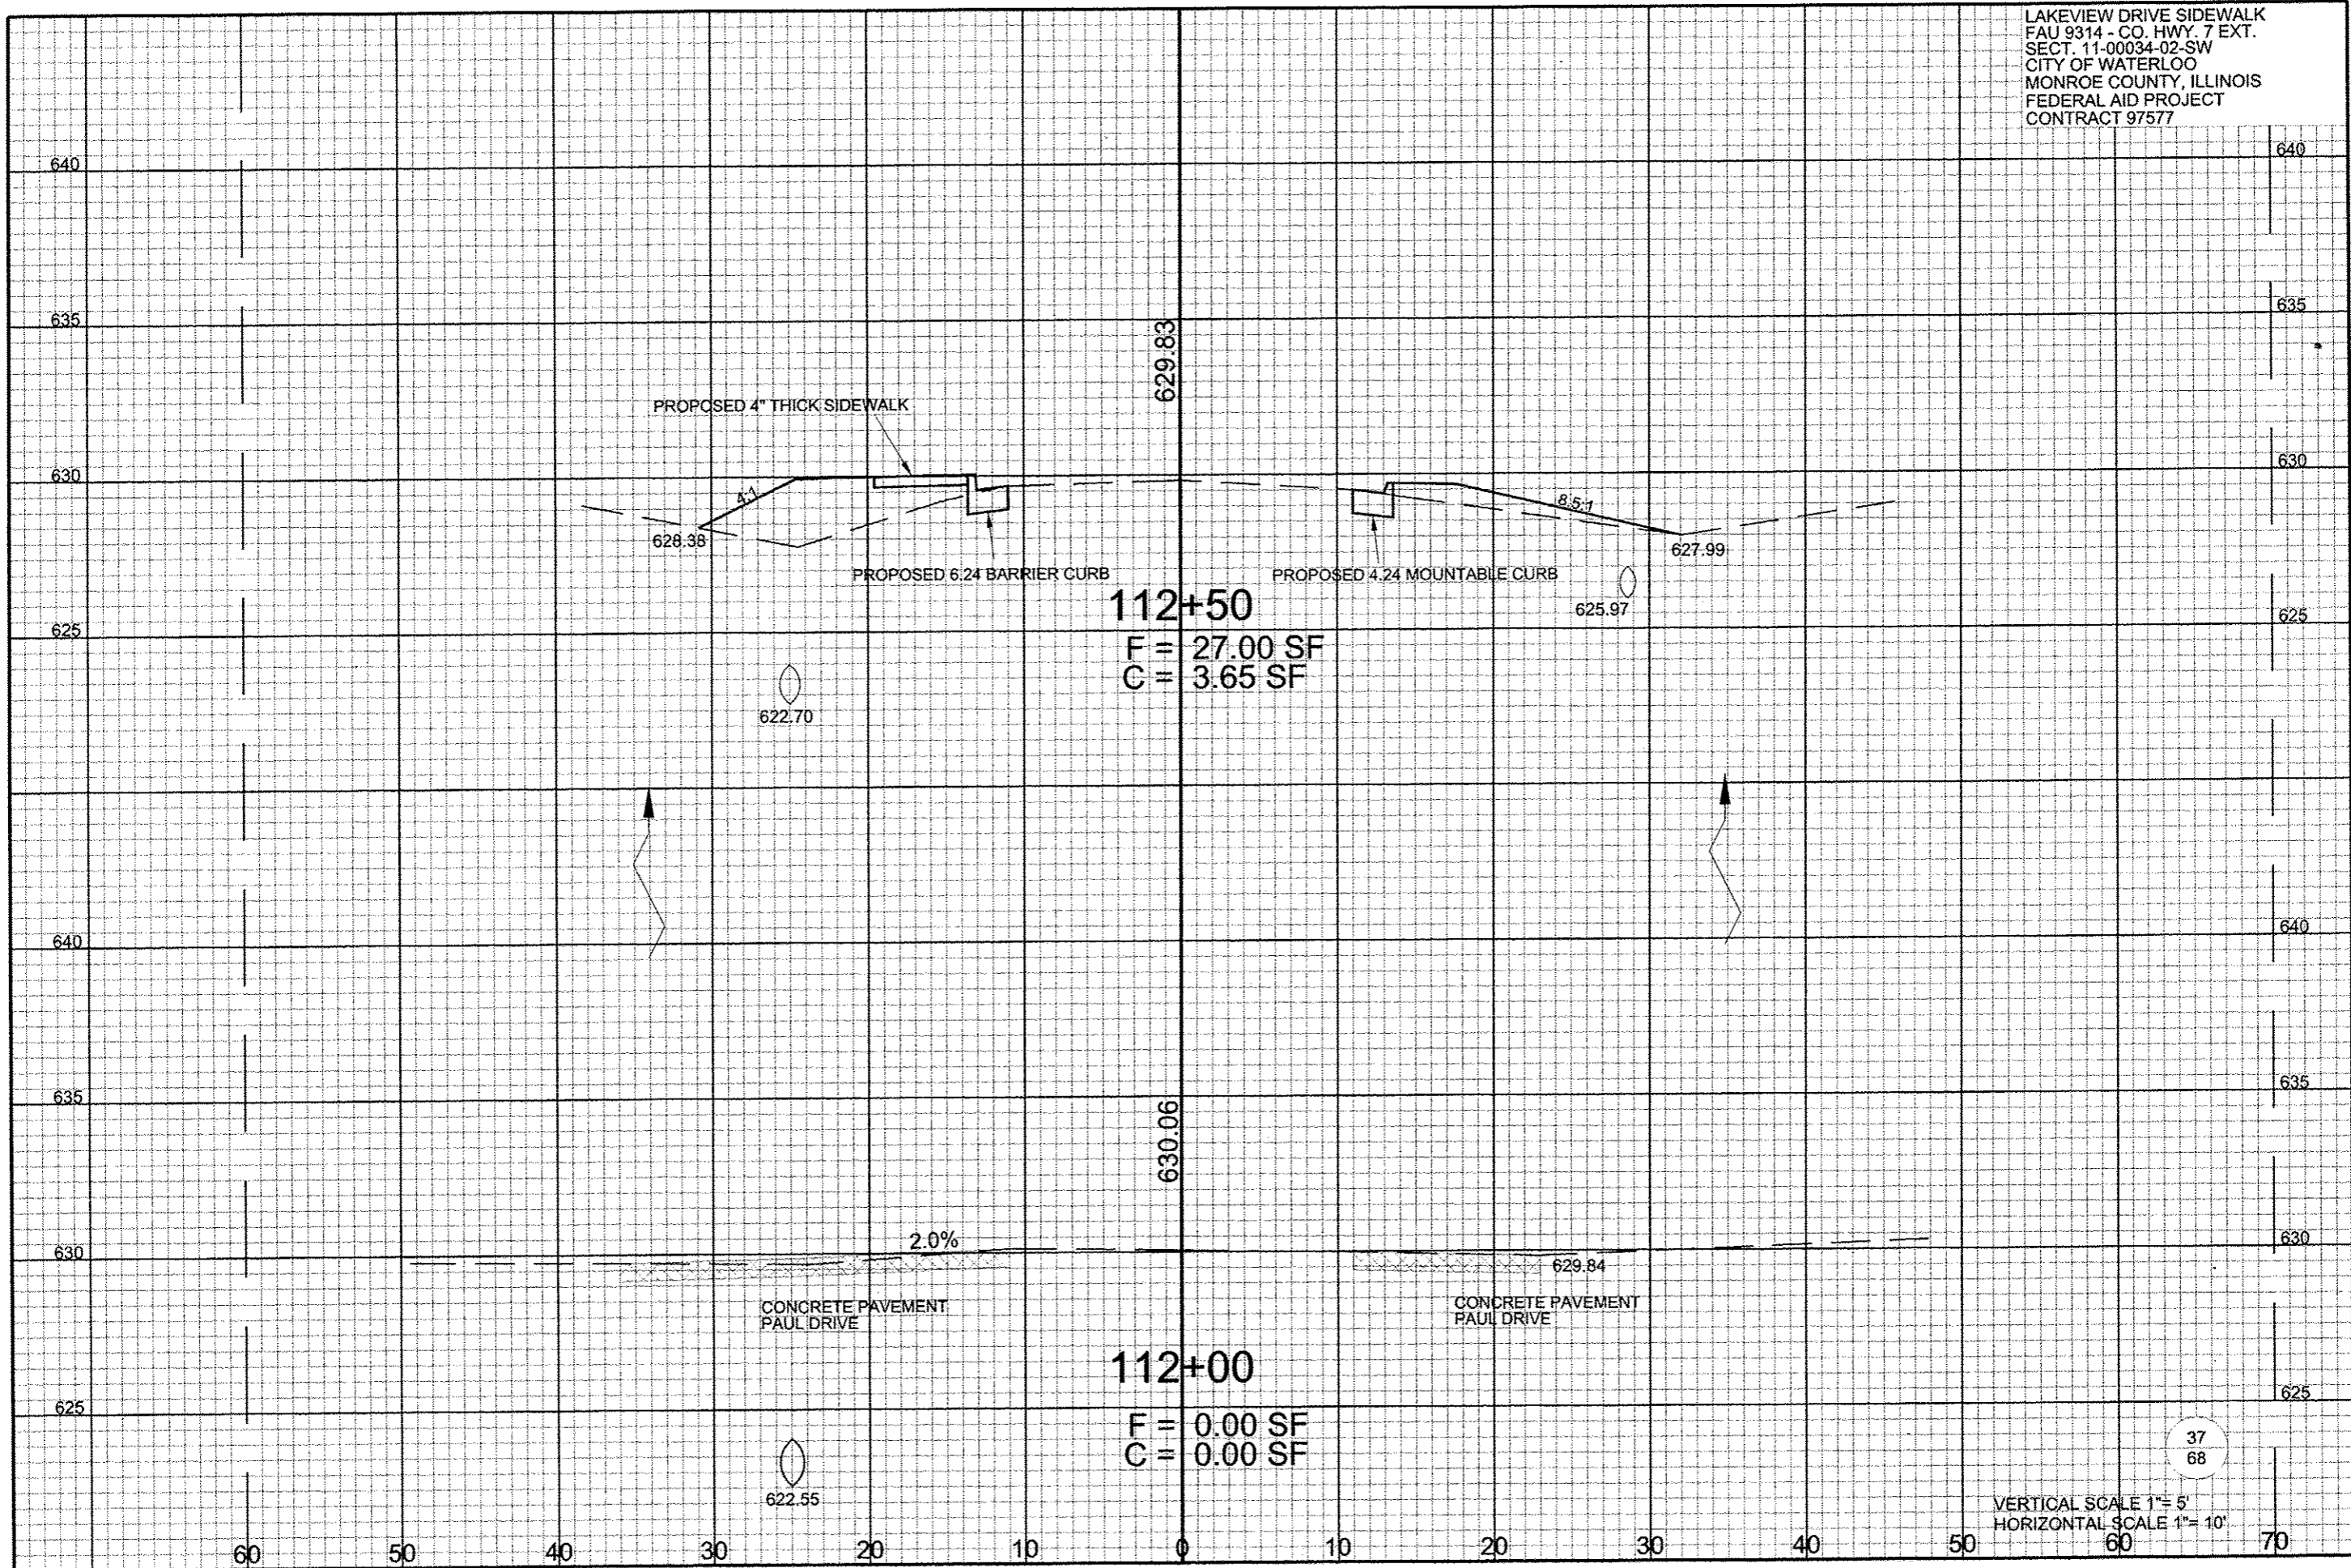 LAKEVIEW DRIVE SIDEWALK
FAU 9314 - CO. HWY. 7 EXT.
SECT. 11-00034-02-SW
CITY OF WATERLOO
MONROE COUNTY, ILLINOIS
FEDERAL AID PROJECT
CONTRACT 97577
640 640
635 635
629.83
PROPOSED 4" THICK SIDEWALK
630 630
4:1
8.5:1
628.38
627.99
PROPOSED 6.24 BARRIER CURB
PROPOSED 4.24 MOUNTABLE CURB
112+50
625.97
625 625
F = 27.00 SF
C = 3.65 SF
622.70
640 640
635 635
630.06
630 630
2.0%
629.84
CONCRETE PAVEMENT
PAUL DRIVE
CONCRETE PAVEMENT
PAUL DRIVE
112+00
625 625
F = 0.00 SF
C = 0.00 SF
37
68
622.55
VERTICAL SCALE 1"= 5'
HORIZONTAL SCALE 1"= 10'
60 50 40 30 20 10 0 10 20 30 40 50 60 70